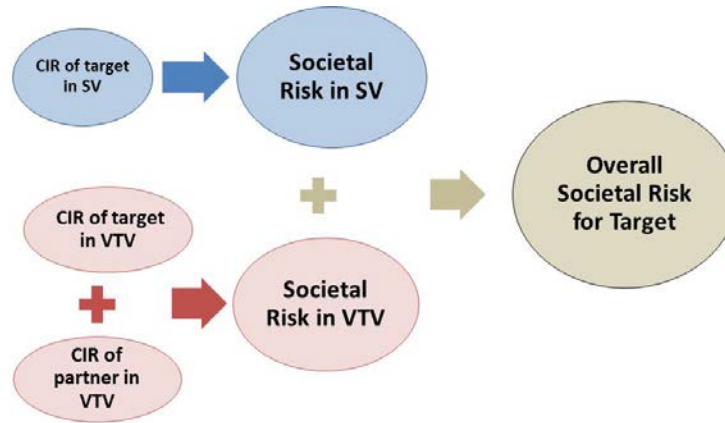 CIR of target
in SV
Societal
Risk in SV
Overall
Societal Risk
for Target
CIR of target
in VTV
Societal
Risk in VTV
CIR of
partner in
VTV